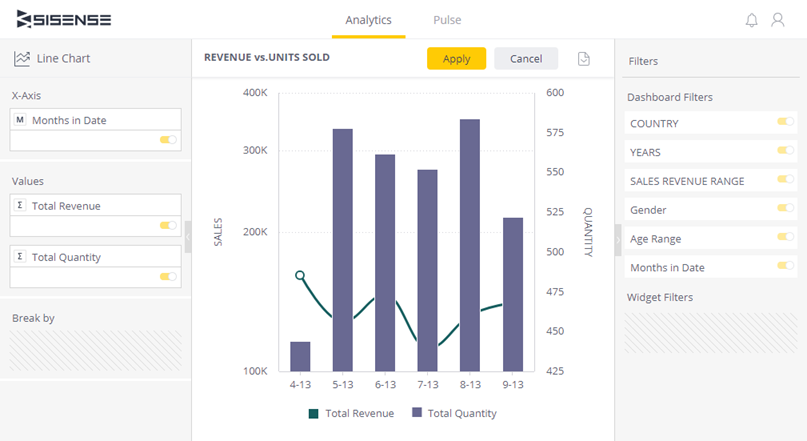 SISENSE
Analytics
Pulse
Line Chart
X-Axis
M Months in Date
Values
Σ Total Revenue
Σ Total Quantity
Break by
REVENUE vs.UNITS SOLD
Apply
Cancel
400K
300K
200K
100K
SALES
600
575
550
525
500
475
450
425
QUANTITY
4-13 5-13 6-13 7-13 8-13 9-13
Total Revenue Total Quantity
Filters
Dashboard Filters
COUNTRY
YEARS
SALES REVENUE RANGE
Gender
Age Range
Months in Date
Widget Filters